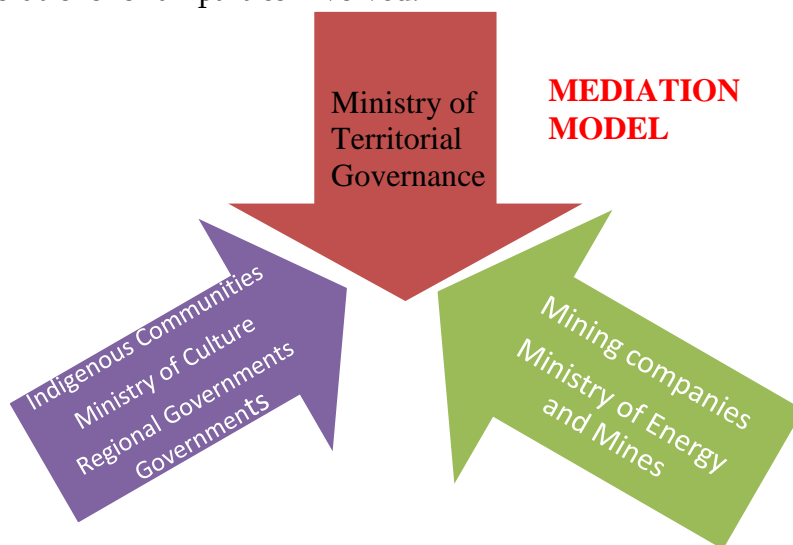 MEDIATION
MODEL
Ministry of
Territorial
Governance
Indigenous Communities
Ministry of Culture
Regional Governments
Governments
Mining companies
Ministry of Energy
and Mines